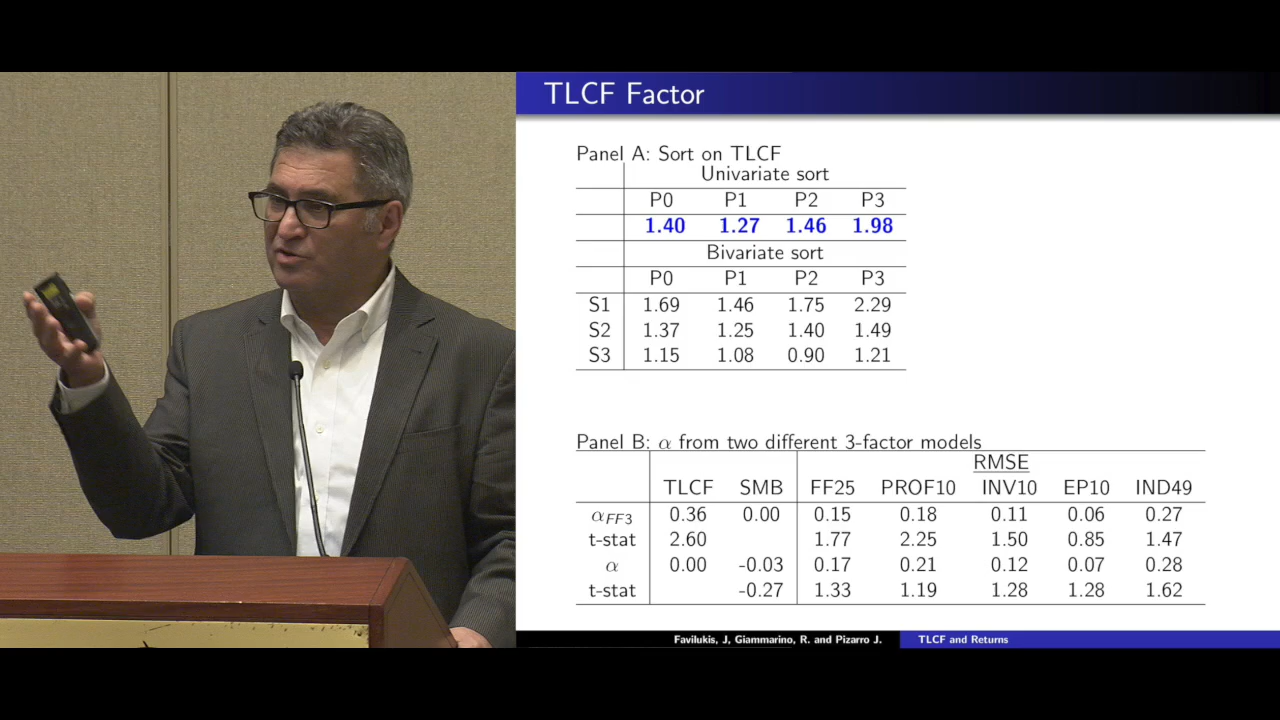 TLCF Factor
Panel A: Sort on TLCF
Univariate sort
P0 P1 P2 P3
1.40 1.27 1.46 1.98
Bivariate sort
P0 P1 P2 P3
S1 1.69 1.46 1.75 2.29
S2 1.37 1.25 1.40 1.49
S3 1.15 1.08 0.90 1.21
Panel B: α from two different 3-factor models
RMSE
TLCF SMB FF25 PROF10 INV10 EP10 IND49
αFF3 0.36 0.00 0.15 0.18 0.11 0.06 0.27
t-stat 2.60 1.77 2.25 1.50 0.85 1.47
α 0.00 -0.03 0.17 0.21 0.12 0.07 0.28
t-stat -0.27 1.33 1.19 1.28 1.28 1.62
Favilukis, J, Giammarino, R. and Pizarro J. TLCF and Returns